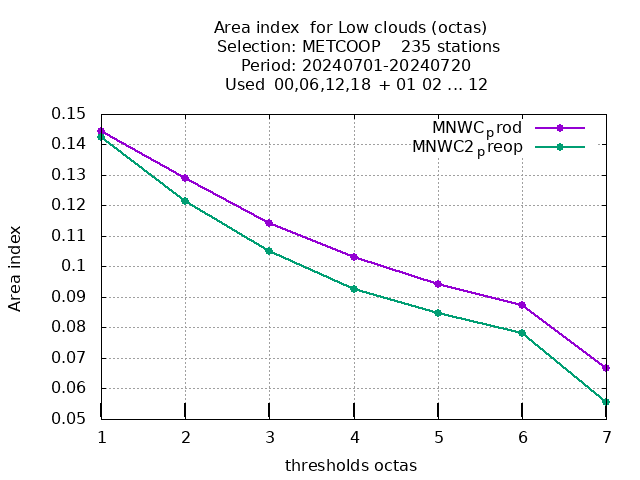 Area index  for Low clouds (octas)
Selection: METCOOP    235 stations
Period: 20240701-20240720
Used  00,06,12,18 + 01 02 ... 12
MNWCprod
MNWC2preop
0.15
0.14
0.13
0.12
0.11
0.1
0.09
0.08
0.07
0.06
0.05
Area index
1 2 3 4 5 6 7
thresholds octas